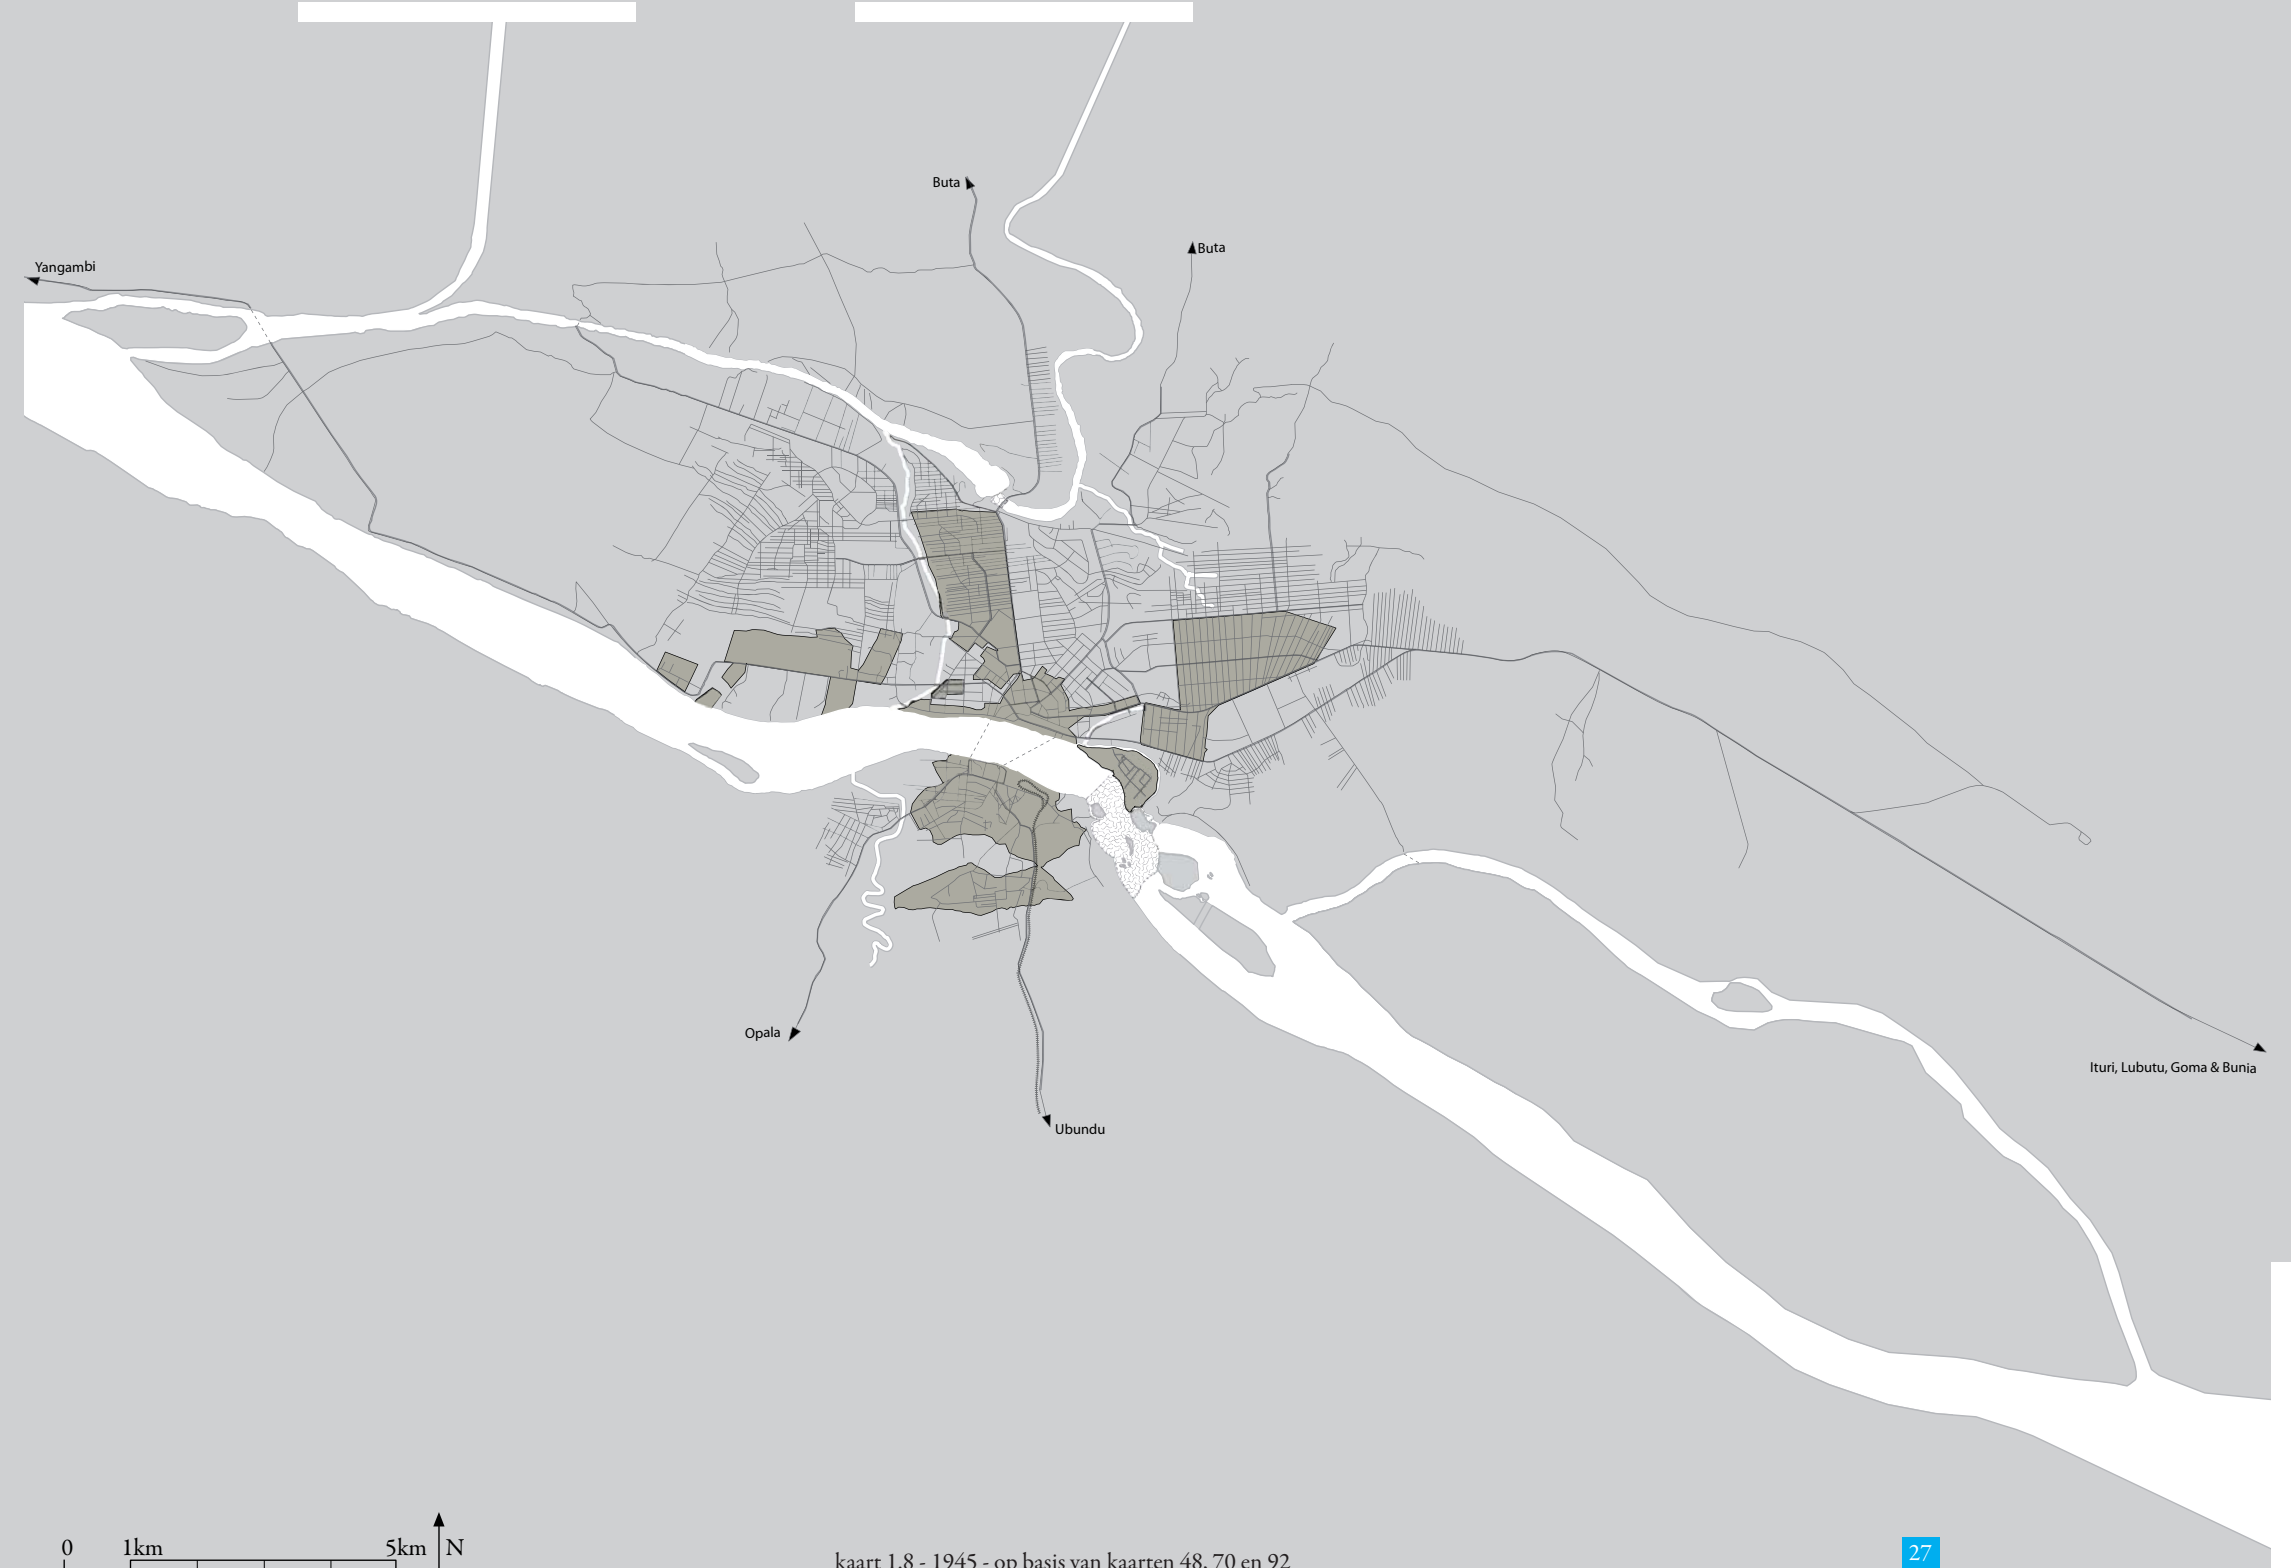 Buta
Buta
Yangambi
Opala
Ituri, Lubutu, Goma & Bunia
Ubundu
0 1km 5km N
kaart 1.8 - 1945 - op basis van kaarten 48, 70 en 92
27